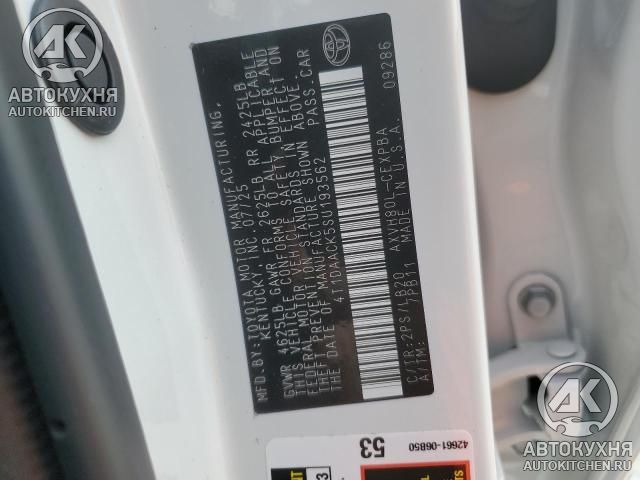 MFD. BY: TOYOTA MOTOR MANUFACTURING,
KENTUCKY, INC. 07/25
GVWR 4625LB GAWR FR 2625LB RR 2425LB
THIS VEHICLE CONFORMS TO ALL APPLICABLE
FEDERAL MOTOR VEHICLE SAFETY, BUMPER AND
THEFT PREVENTION STANDARDS IN EFFECT ON
THE DATE OF MANUFACTURE SHOWN ABOVE.
4T1DAACK5SU193562 PASS.CAR
C/TR:2PS/LB20
A/TM: 7PB11
AXVH80L-CEXPBA
MADE IN U.S.A.
09286
42661-06B50
53
АВТОКУХНЯ
AUTOKITCHEN.RU
АВТОКУХНЯ
AUTOKITCHEN.RU